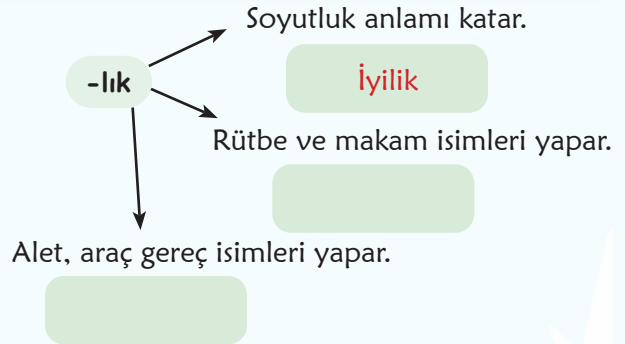 Soyutluk anlamı katar.
-lık
İyilik
Rütbe ve makam isimleri yapar.
Alet, araç gereç isimleri yapar.